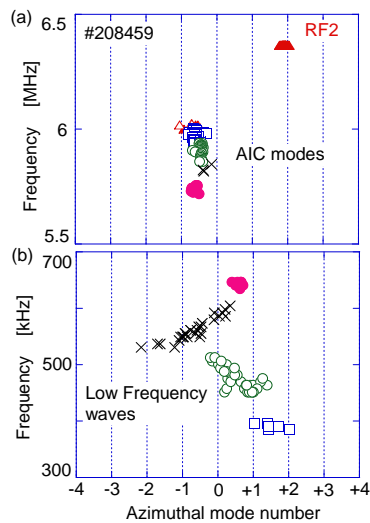 (a)
6.5
#208459
RF2
[MHz]
6
AIC modes
Frequency
5.5
(b)
700
[kHz]
500
Low Frequency
waves
Frequency
300
-4 -3 -2 -1 0 +1 +2 +3 +4
Azimuthal mode number